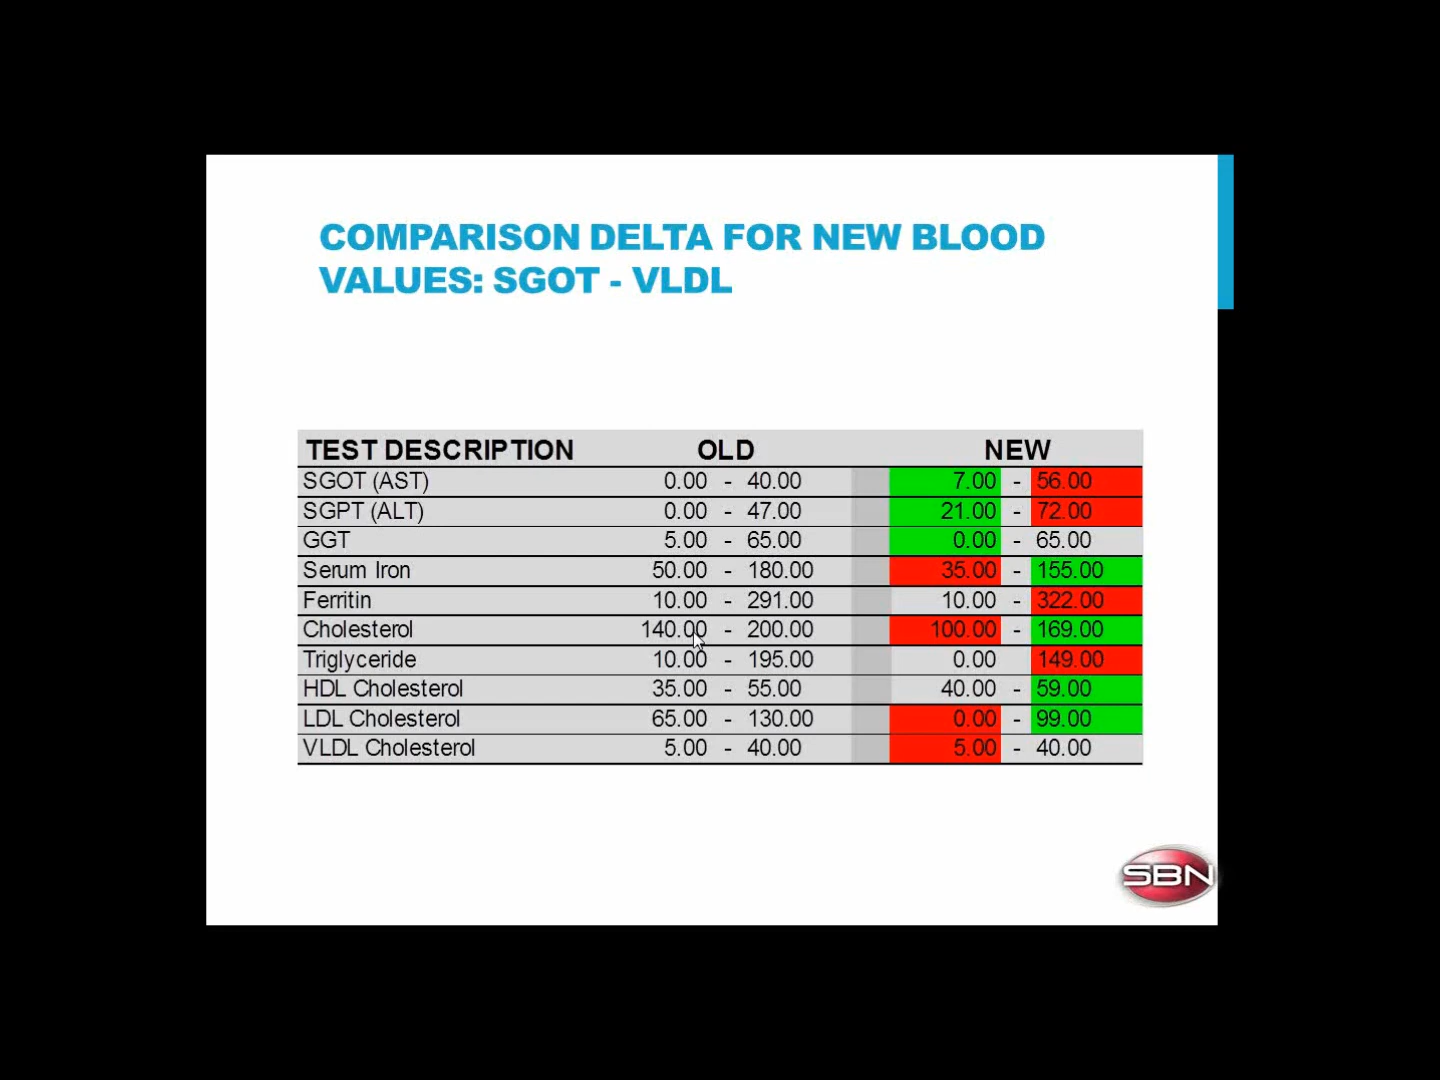 COMPARISON DELTA FOR NEW BLOOD
VALUES: SGOT - VLDL
TEST DESCRIPTION OLD NEW
SGOT (AST) 0.00 - 40.00 7.00 - 56.00
SGPT (ALT) 0.00 - 47.00 21.00 - 72.00
GGT 5.00 - 65.00 0.00 - 65.00
Serum Iron 50.00 - 180.00 35.00 - 155.00
Ferritin 10.00 - 291.00 10.00 - 322.00
Cholesterol 140.00 - 200.00 100.00 - 169.00
Triglyceride 10.00 - 195.00 0.00 149.00
HDL Cholesterol 35.00 - 55.00 40.00 - 59.00
LDL Cholesterol 65.00 - 130.00 0.00 - 99.00
VLDL Cholesterol 5.00 - 40.00 5.00 - 40.00
SBN